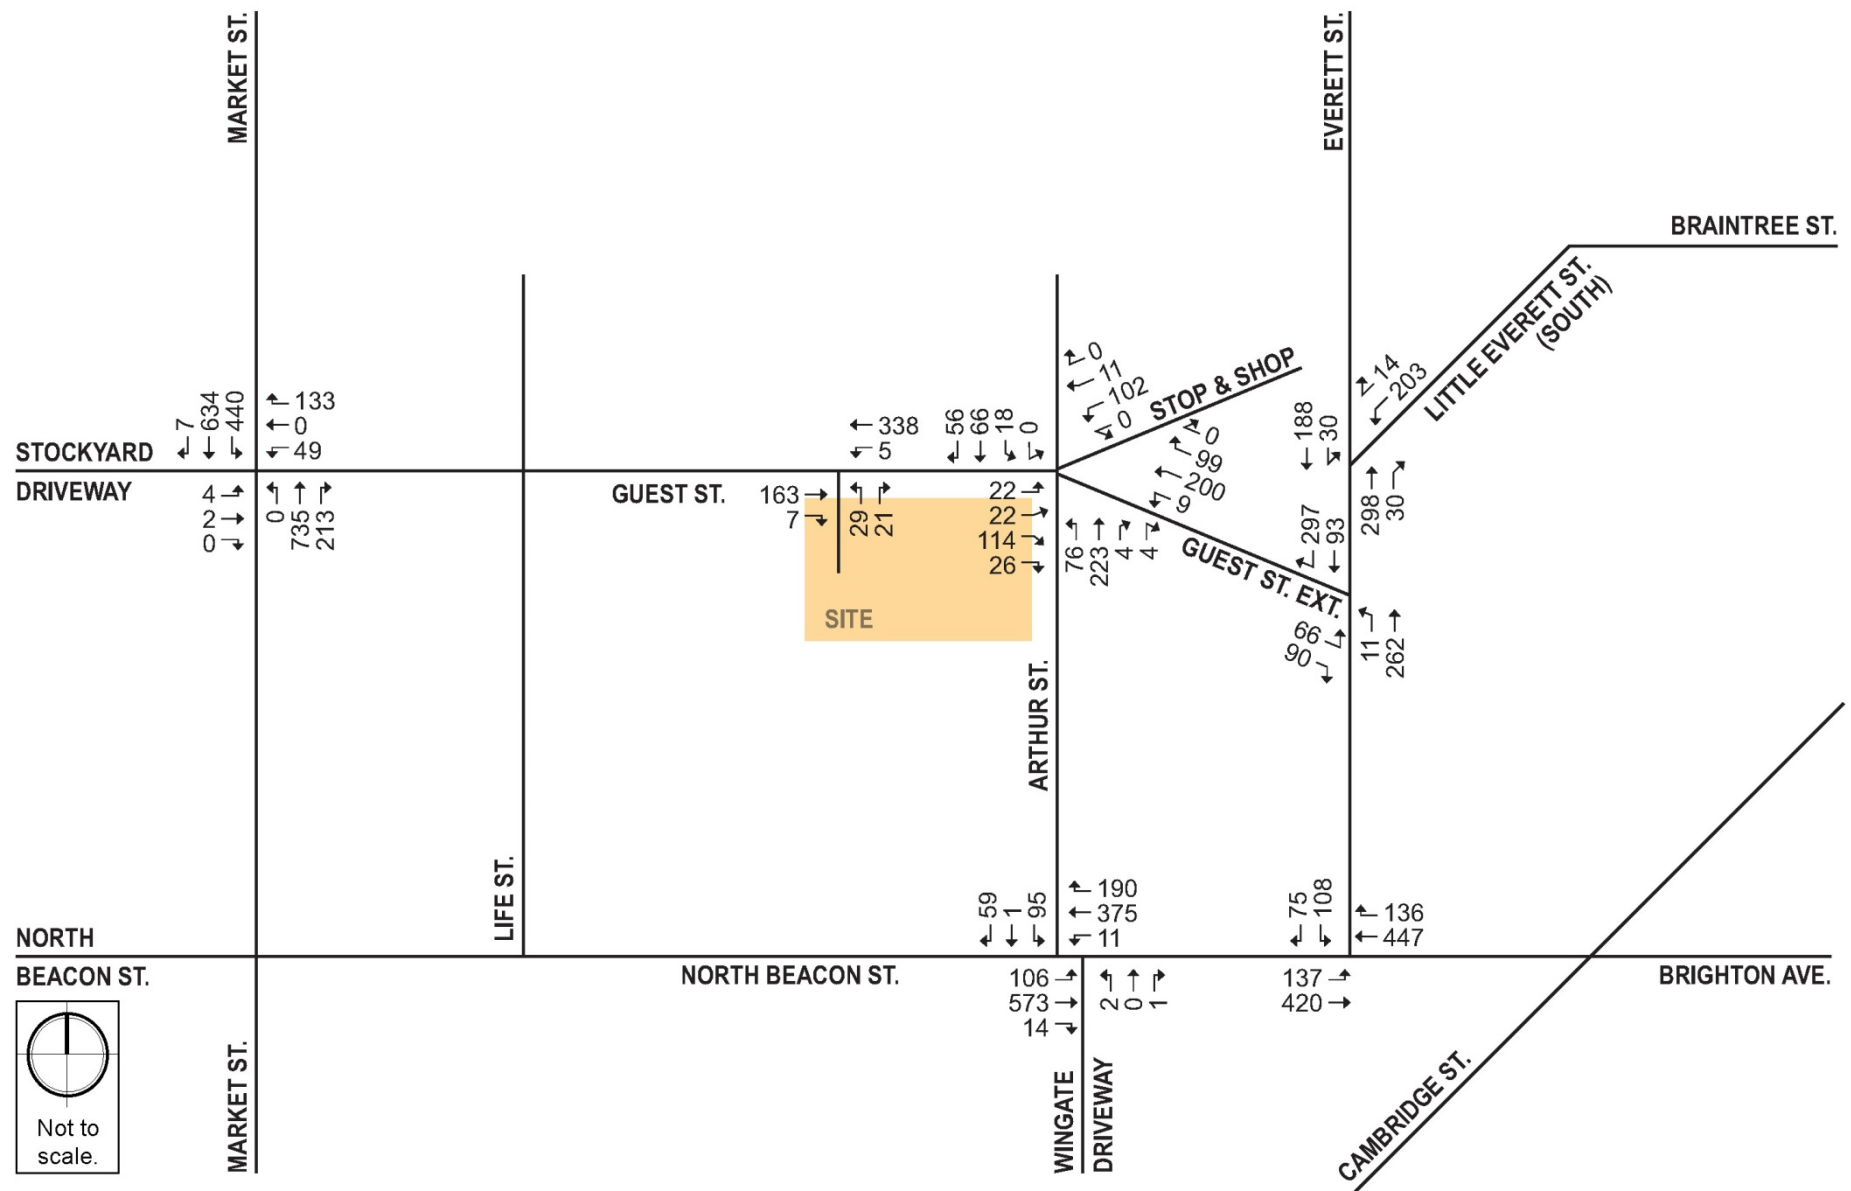 MARKET ST.
EVERETT ST.
BRAINTREE ST.
LITTLE EVERETT ST.
(SOUTH)
STOP & SHOP
0
11
102
0
14
203
7
634
440
133
0
49
338
5
56
66
18
0
0
99
200
9
188
30
STOCKYARD
DRIVEWAY
4
2
0
0
735
213
GUEST ST.
163
7
29
21
22
22
114
26
76
223
4
4
GUEST ST. EXT.
297
93
298
30
66
90
11
262
SITE
ARTHUR ST.
LIFE ST.
59
1
95
190
375
11
75
108
136
447
NORTH
BEACON ST.
NORTH BEACON ST.
106
573
14
2
0
1
137
420
BRIGHTON AVE.
MARKET ST.
WINGATE
DRIVEWAY
CAMBRIDGE ST.
Not to
scale.